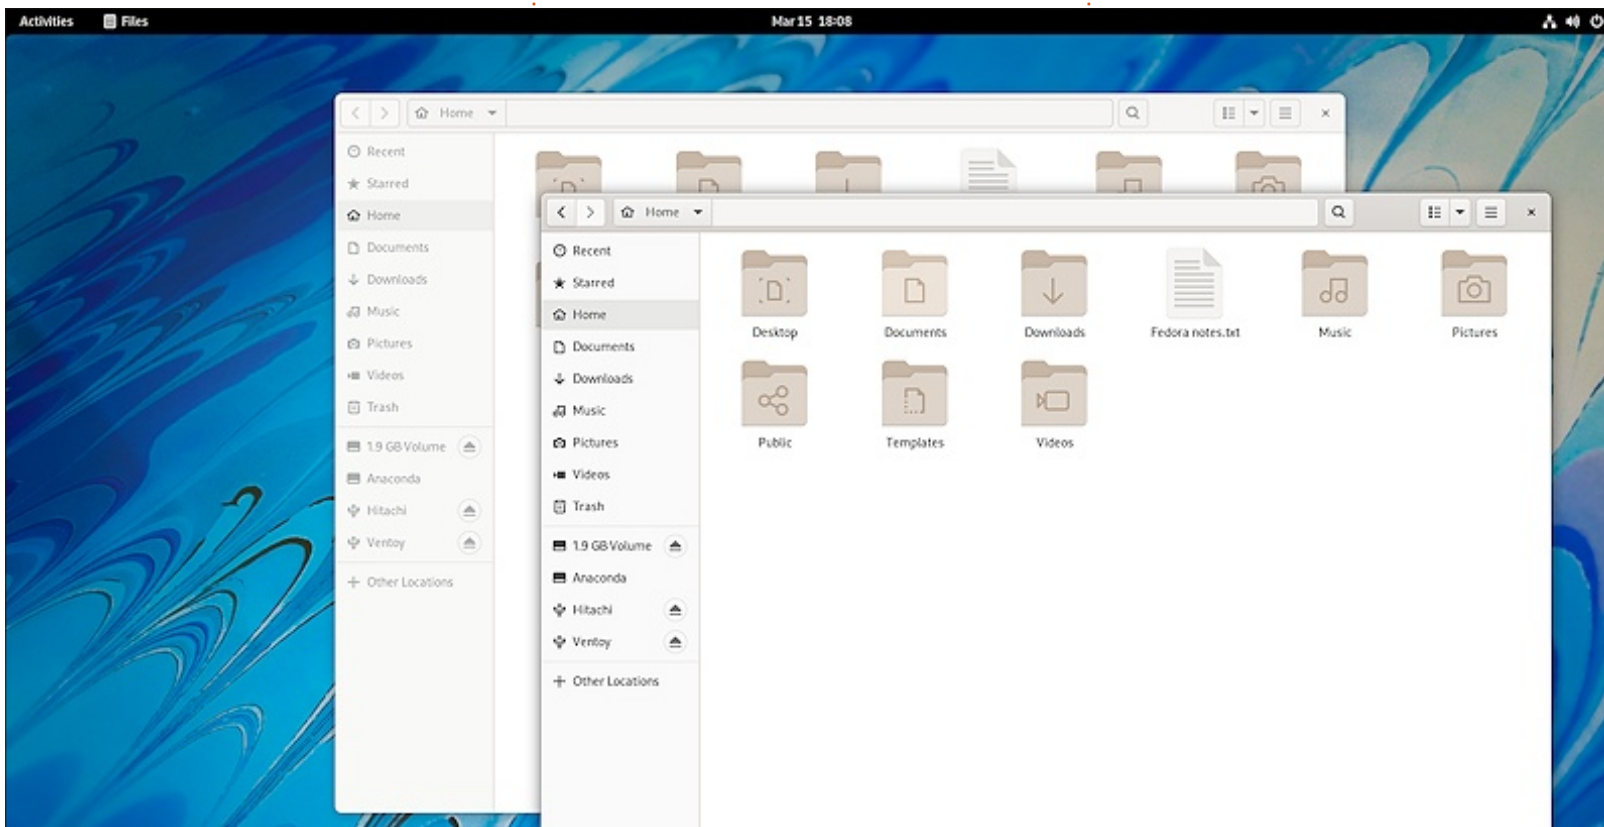 Activities Files Mar 15 18:08
Home
Recent
Starred
Home
Documents
Downloads
Music
Pictures
Videos
Trash
1.9 GB Volume
Anaconda
Hitachi
Ventoy
Other Locations
Home
Recent
Starred
Home
Documents
Downloads
Music
Pictures
Videos
Trash
1.9 GB Volume
Anaconda
Hitachi
Ventoy
Other Locations
Desktop Documents Downloads Fedora notes.txt Music Pictures
Public Templates Videos